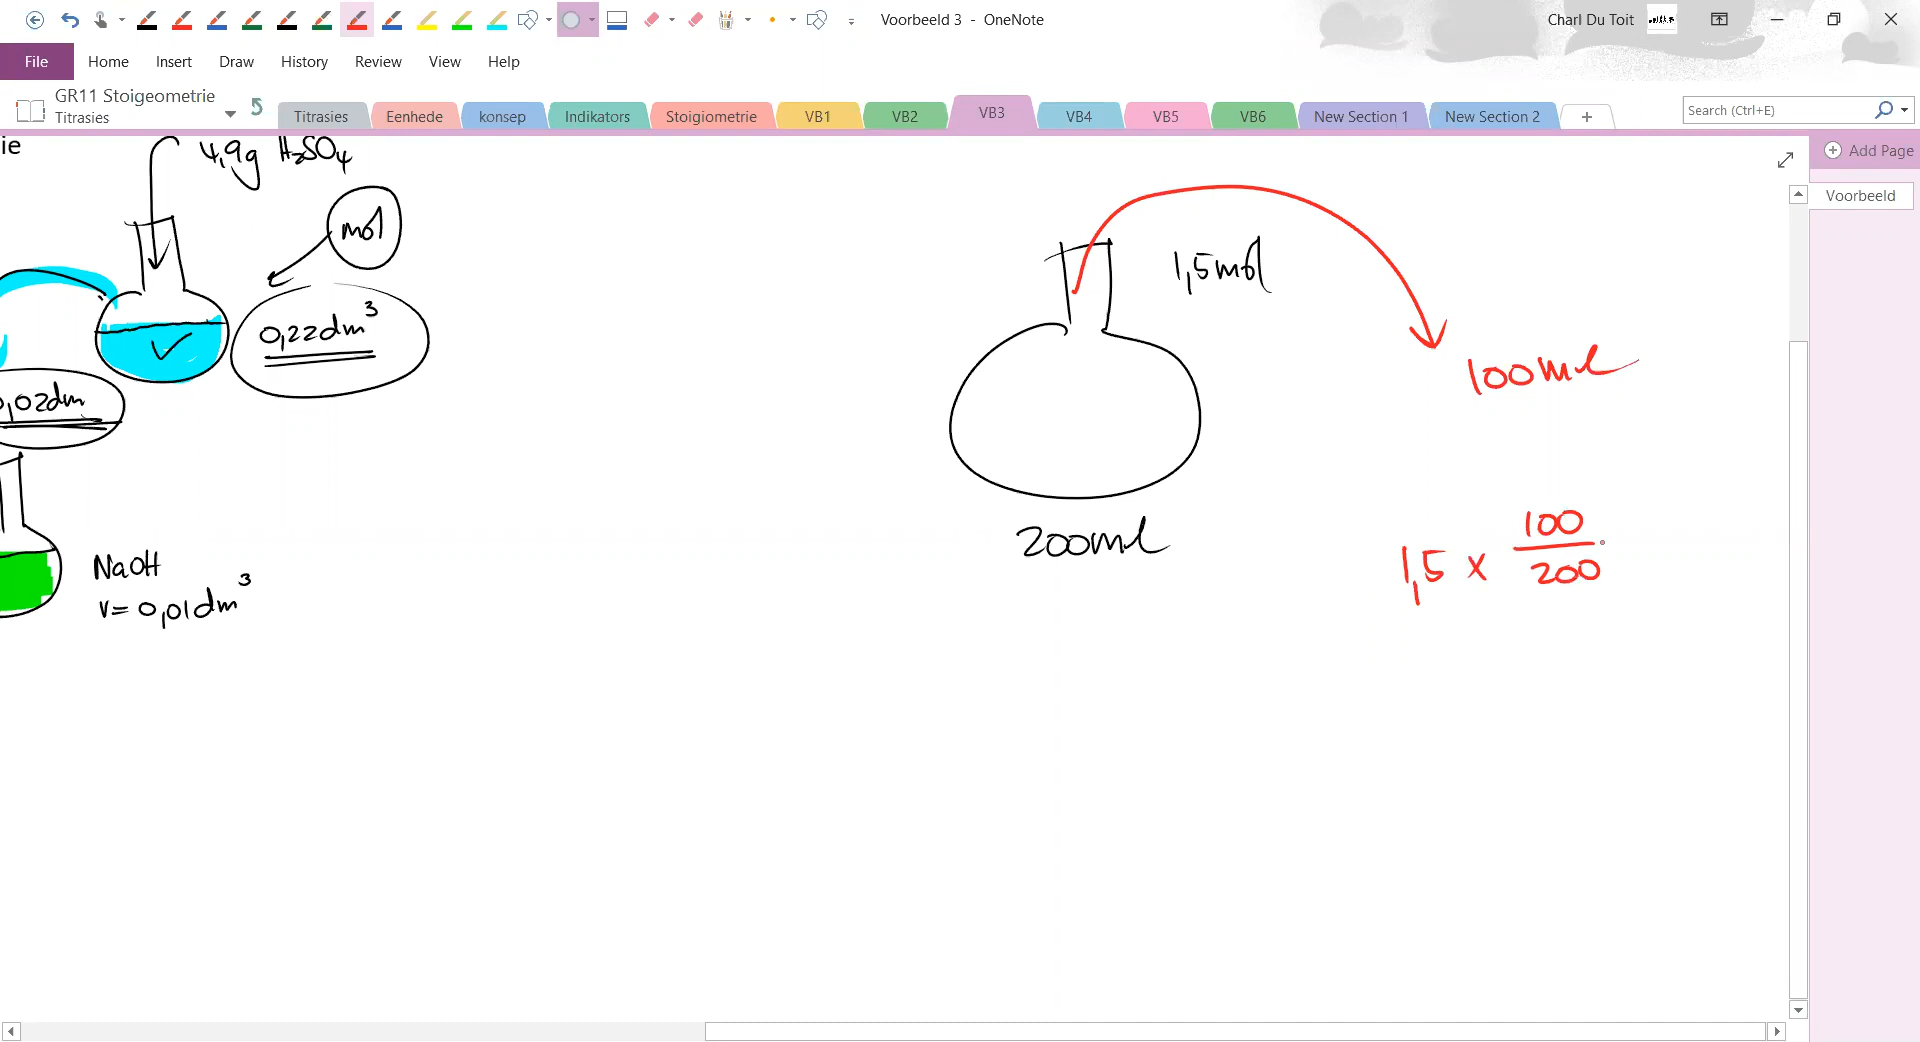 Voorbeeld 3 - OneNote
Charl Du Toit
File Home Insert Draw History Review View Help
GR11 Stoigeometrie
Titrasies
Titrasies Eenhede konsep Indikators Stoigiometrie VB1 VB2 VB3 VB4 VB5 VB6 New Section 1 New Section 2 +
Search (Ctrl+E)
Add Page
Voorbeeld
ie
4,9g H₂SO₄
mol
0,22dm³
0,02dm
NaOH
V= 0,01dm³
1,5mol
200ml
100ml
1,5 × 100/200